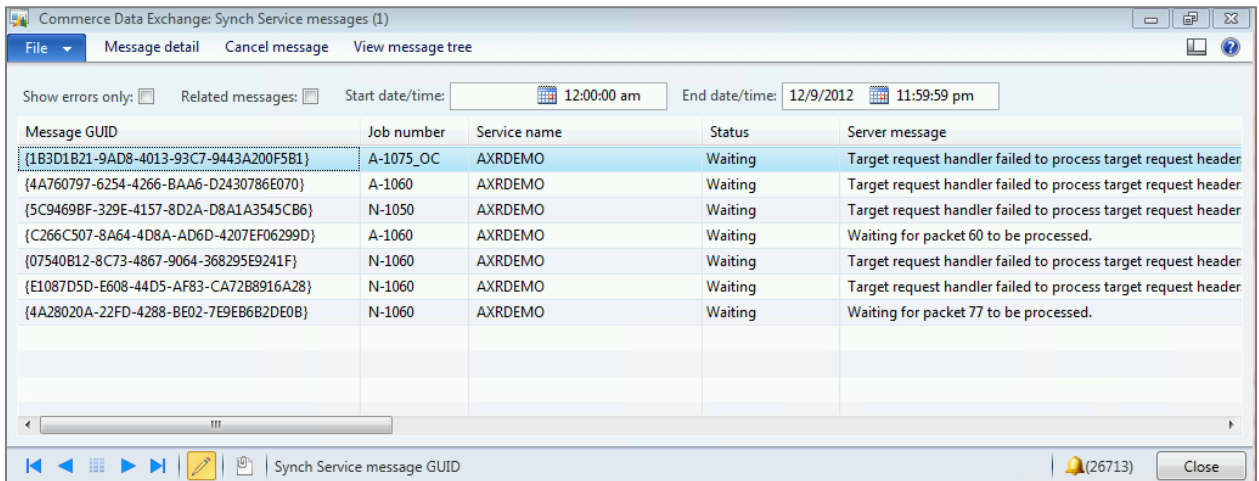 Commerce Data Exchange: Synch Service messages (1)
File Message detail Cancel message View message tree
Show errors only: Related messages: Start date/time: 12:00:00 am End date/time: 12/9/2012 11:59:59 pm
Message GUID Job number Service name Status Server message
{1B3D1B21-9AD8-4013-93C7-9443A200F5B1} A-1075_OC AXRDEMO Waiting Target request handler failed to process target request header.
{4A760797-6254-4266-BAA6-D2430786E070} A-1060 AXRDEMO Waiting Target request handler failed to process target request header.
{5C9469BF-329E-4157-8D2A-D8A1A3545CB6} N-1050 AXRDEMO Waiting Target request handler failed to process target request header.
{C266C507-8A64-4D8A-AD6D-4207EF06299D} A-1060 AXRDEMO Waiting Waiting for packet 60 to be processed.
{07540B12-8C73-4867-9064-368295E9241F} N-1060 AXRDEMO Waiting Target request handler failed to process target request header.
{E1087D5D-E608-44D5-AF83-CA72B8916A28} N-1060 AXRDEMO Waiting Target request handler failed to process target request header.
{4A28020A-22FD-4288-BE02-7E9EB6B2DE0B} N-1060 AXRDEMO Waiting Waiting for packet 77 to be processed.
Synch Service message GUID (26713) Close